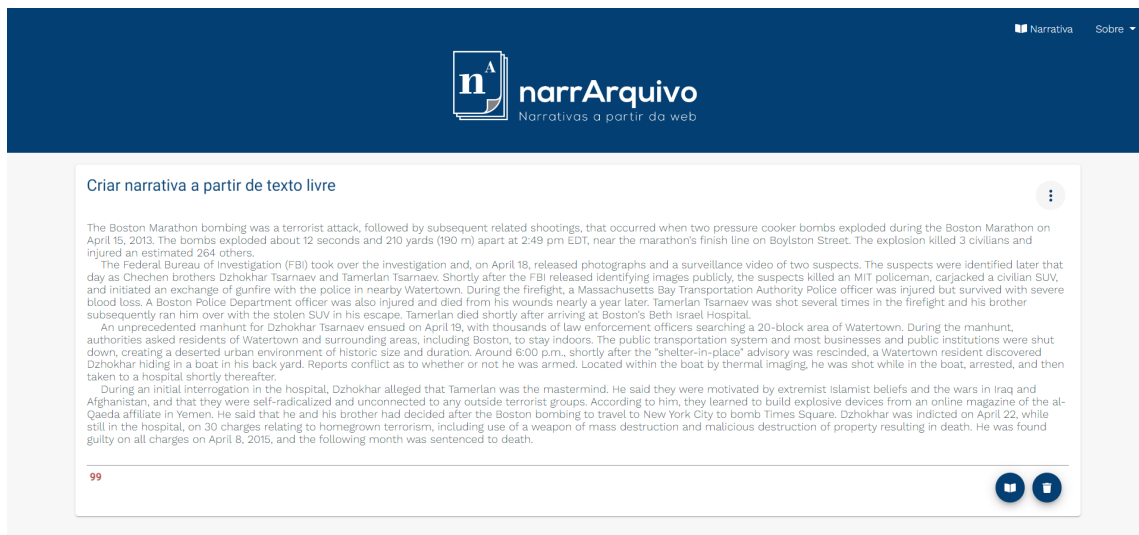 Narrativa Sobre
n A
narrArquivo
Narrativas a partir da web
Criar narrativa a partir de texto livre
The Boston Marathon bombing was a terrorist attack, followed by subsequent related shootings, that occurred when two pressure cooker bombs exploded during the Boston Marathon on
April 15, 2013. The bombs exploded about 12 seconds and 210 yards (190 m) apart at 2:49 pm EDT, near the marathon's finish line on Boylston Street. The explosion killed 3 civilians and
injured an estimated 264 others.
The Federal Bureau of Investigation (FBI) took over the investigation and, on April 18, released photographs and a surveillance video of two suspects. The suspects were identified later that
day as Chechen brothers Dzhokhar Tsarnaev and Tamerlan Tsarnaev. Shortly after the FBI released identifying images publicly, the suspects killed an MIT policeman, carjacked a civilian SUV,
and initiated an exchange of gunfire with the police in nearby Watertown. During the firefight, a Massachusetts Bay Transportation Authority Police officer was injured but survived with severe
blood loss. A Boston Police Department officer was also injured and died from his wounds nearly a year later. Tamerlan Tsarnaev was shot several times in the firefight and his brother
subsequently ran him over with the stolen SUV in his escape. Tamerlan died shortly after arriving at Boston's Beth Israel Hospital.
An unprecedented manhunt for Dzhokhar Tsarnaev ensued on April 19, with thousands of law enforcement officers searching a 20-block area of Watertown. During the manhunt,
authorities asked residents of Watertown and surrounding areas, including Boston, to stay indoors. The public transportation system and most businesses and public institutions were shut
down, creating a deserted urban environment of historic size and duration. Around 6:00 p.m., shortly after the "shelter-in-place" advisory was rescinded, a Watertown resident discovered
Dzhokhar hiding in a boat in his back yard. Reports conflict as to whether or not he was armed. Located within the boat by thermal imaging, he was shot while in the boat, arrested, and then
taken to a hospital shortly thereafter.
During an initial interrogation in the hospital, Dzhokhar alleged that Tamerlan was the mastermind. He said they were motivated by extremist Islamist beliefs and the wars in Iraq and
Afghanistan, and that they were self-radicalized and unconnected to any outside terrorist groups. According to him, they learned to build explosive devices from an online magazine of the al-
Qaeda affiliate in Yemen. He said that he and his brother had decided after the Boston bombing to travel to New York City to bomb Times Square. Dzhokhar was indicted on April 22, while
still in the hospital, on 30 charges relating to homegrown terrorism, including use of a weapon of mass destruction and malicious destruction of property resulting in death. He was found
guilty on all charges on April 8, 2015, and the following month was sentenced to death.
99